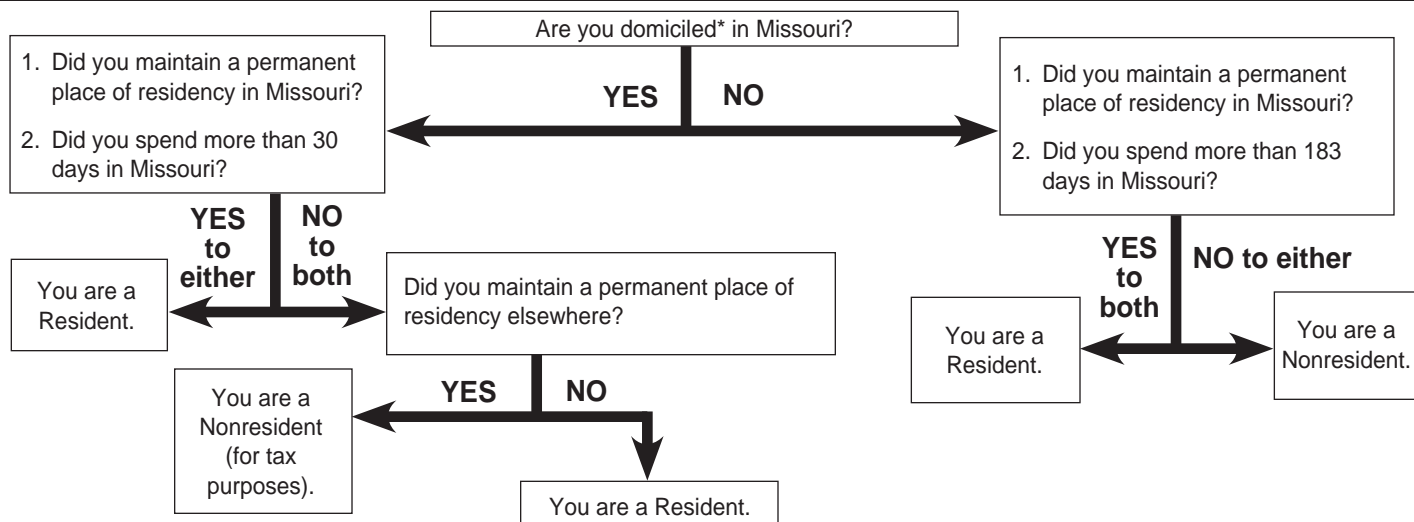 Are you domiciled* in Missouri?
YES
NO
1. Did you maintain a permanent
place of residency in Missouri?
2. Did you spend more than 30
days in Missouri?
1. Did you maintain a permanent
place of residency in Missouri?
2. Did you spend more than 183
days in Missouri?
YES
to
either
NO
to
both
You are a
Resident.
Did you maintain a permanent place of
residency elsewhere?
YES
to
both
NO to either
You are a
Resident.
You are a
Nonresident.
YES
NO
You are a
Nonresident
(for tax
purposes).
You are a Resident.